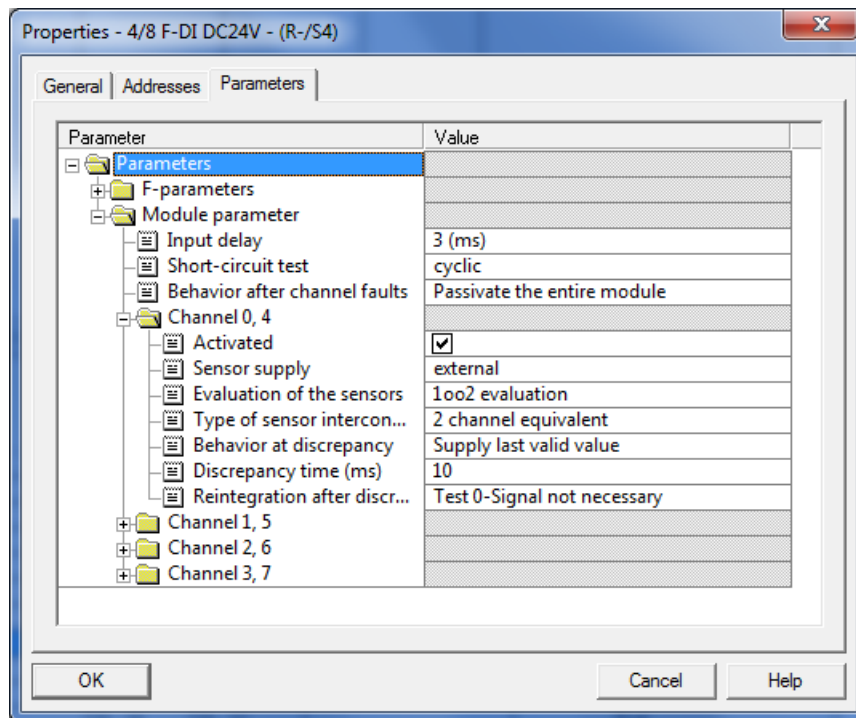 Properties - 4/8 F-DI DC24V - (R-/S4)
General Addresses Parameters
Parameter Value
Parameters
F-parameters
Module parameter
Input delay 3 (ms)
Short-circuit test cyclic
Behavior after channel faults Passivate the entire module
Channel 0, 4
Activated
Sensor supply external
Evaluation of the sensors 1oo2 evaluation
Type of sensor intercon... 2 channel equivalent
Behavior at discrepancy Supply last valid value
Discrepancy time (ms) 10
Reintegration after discr... Test 0-Signal not necessary
Channel 1, 5
Channel 2, 6
Channel 3, 7
OK Cancel Help